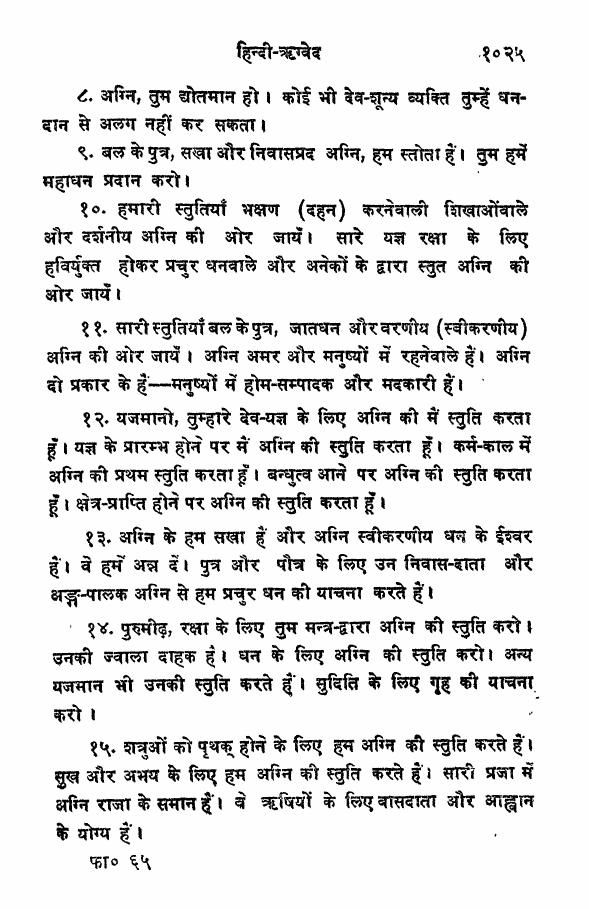 हिन्दी-ऋग्वेद १०२५
८. अग्नि, तुम द्योतमान हो। कोई भी देव-शून्य व्यक्ति तुम्हें धन-
दान से अलग नहीं कर सकता।
९. बल के पुत्र, सखा और निवासप्रद अग्नि, हम स्तोता हैं। तुम हमें
महाधन प्रदान करो।
१०. हमारी स्तुतियाँ भक्षण (दहन) करनेवाली शिखाओंवाले
और दर्शनीय अग्नि की ओर जायँ। सारे यज्ञ रक्षा के लिए
हविर्युक्त होकर प्रचुर धनवाले और अनेकों के द्वारा स्तुत अग्नि की
ओर जायँ।
११. सारी स्तुतियाँ बल के पुत्र, जातधन और वरणीय (स्वीकरणीय)
अग्नि की ओर जायँ। अग्नि अमर और मनुष्यों में रहनेवाले हैं। अग्नि
दो प्रकार के हैं—मनुष्यों में होम-सम्पादक और मदकारी हैं।
१२. यजमानो, तुम्हारे देव-यज्ञ के लिए अग्नि की मैं स्तुति करता
हूँ। यज्ञ के प्रारम्भ होने पर मैं अग्नि की स्तुति करता हूँ। कर्म-काल में
अग्नि की प्रथम स्तुति करता हूँ। बन्धुत्व आने पर अग्नि की स्तुति करता
हूँ। क्षेत्र-प्राप्ति होने पर अग्नि की स्तुति करता हूँ।
१३. अग्नि के हम सखा हैं और अग्नि स्वीकरणीय धन के ईश्वर
हैं। वे हमें अन्न दें। पुत्र और पौत्र के लिए उन निवास-दाता और
अङ्ग-पालक अग्नि से हम प्रचुर धन की याचना करते हैं।
१४. पुरुमीढ़, रक्षा के लिए तुम मन्त्र-द्वारा अग्नि की स्तुति करो।
उनकी ज्वाला दाहक है। धन के लिए अग्नि की स्तुति करो। अन्य
यजमान भी उनकी स्तुति करते हैं। सुदिति के लिए गृह की याचना
करो।
१५. शत्रुओं को पृथक् होने के लिए हम अग्नि की स्तुति करते हैं।
सुख और अभय के लिए हम अग्नि की स्तुति करते हैं। सारी प्रजा में
अग्नि राजा के समान हैं। वे ऋषियों के लिए वासदाता और आह्वान
के योग्य हैं।
फा० ६५